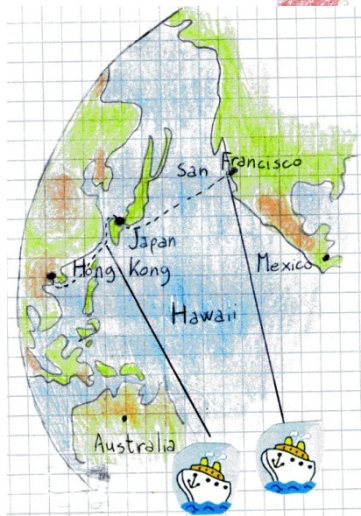 San Francisco
Japan
Hong Kong
Mexico
Hawaii
Australia